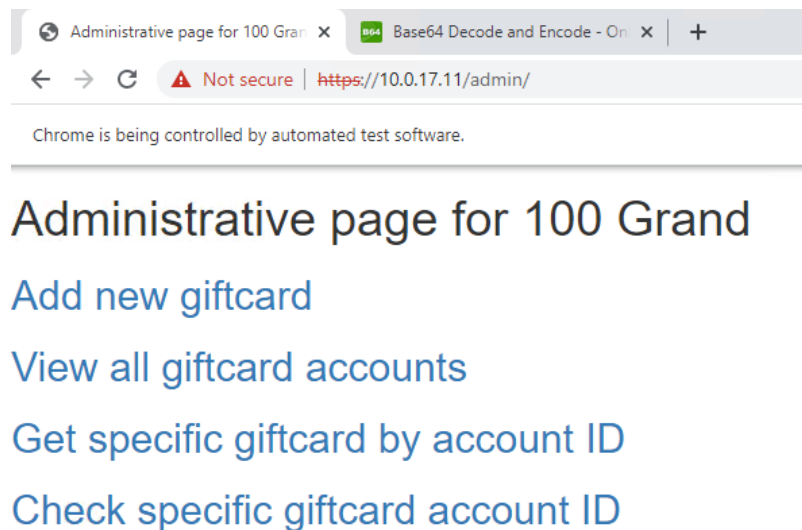 Administrative page for 100 Gran
B64 Base64 Decode and Encode - On
Not secure https://10.0.17.11/admin/
Chrome is being controlled by automated test software.
Administrative page for 100 Grand
Add new giftcard
View all giftcard accounts
Get specific giftcard by account ID
Check specific giftcard account ID